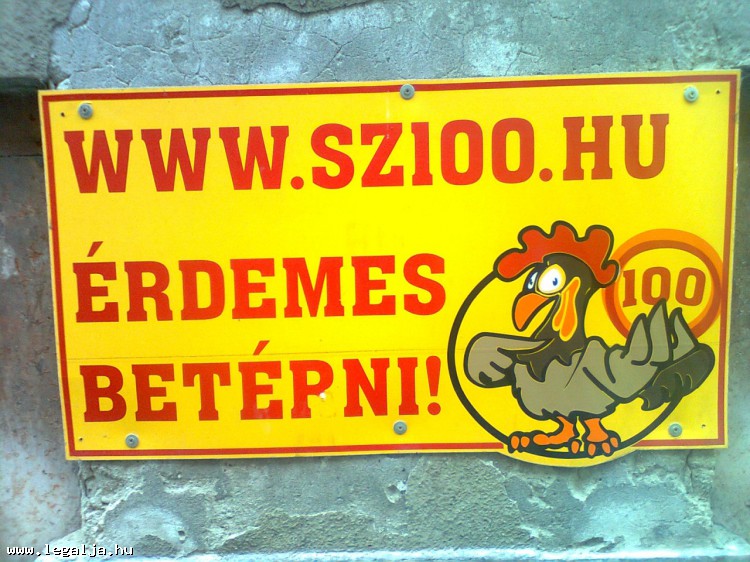 WWW.SZ100.HU
ÉRDEMES
BETÉPNI!
100
www.legalja.hu